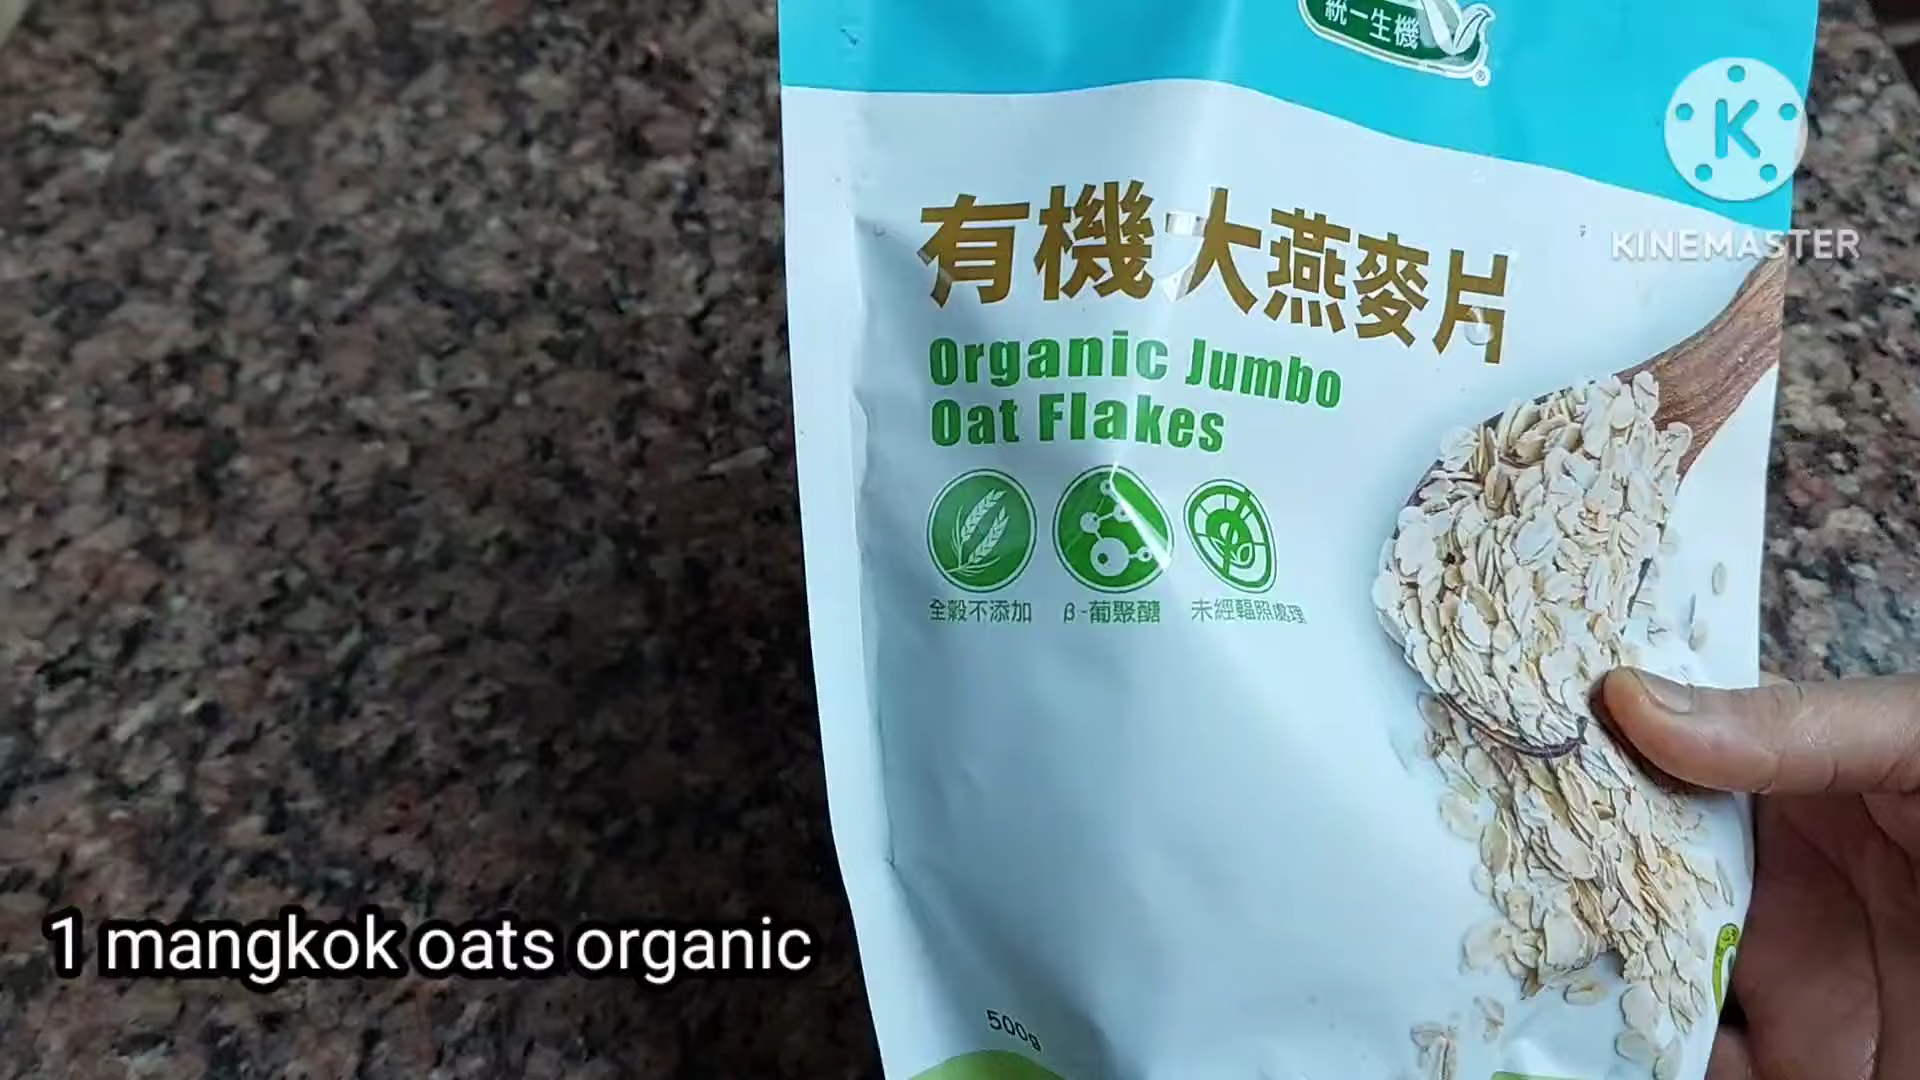 統一生機
®
K
KINEMASTER
有機大燕麥片
Organic Jumbo
Oat Flakes
全穀不添加 β-葡聚醣 未經輻照處理
1 mangkok oats organic
500g